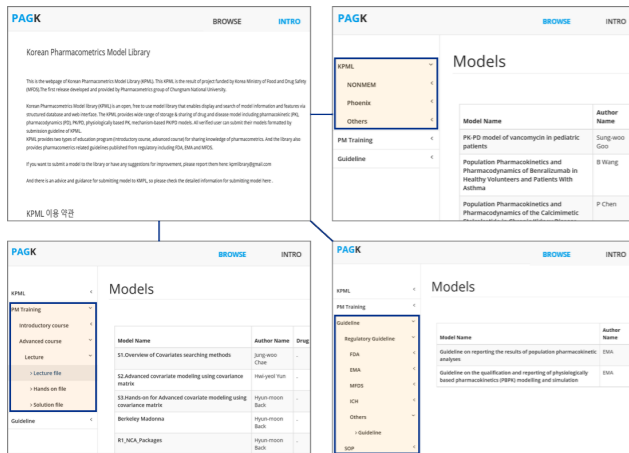 PAGK
BROWSE
INTRO
Korean Pharmacometrics Model Library
This is the webpage of Korean Pharmacometrics Model Library (KPML). This KPML is the result of project funded by Korea Ministry of Food and Drug Safety
(MFDS).The first release developed and provided by Pharmacometrics group of Chungnam National University.
Korean Pharmacometrics Model library (KPML) is an open, free to use model library that enables display and search of model information and features via
structured database and web interface. The KPML provides wide range of storage & sharing of drug and disease model including pharmacokinetic (PK),
pharmacodynamics (PD), PK/PD, physiologically based PK, mechanism-based PK/PD models. All verified user can submit their models formatted by
submission guideline of KPML.
KPML provides two types of education program (introductory course, advanced course) for sharing knowledge of pharmacometrics. And the library also
provides pharmacometrics related guidelines published from regulatory including FDA, EMA and MFDS.
If you want to submit a model to the library or have any suggestions for improvement, please report them here: kpmlibrary@gmail.com
And there is an advice and guidance for submitting model to KMPL, so please check the detailed information for submitting model here .
KPML 이용 약관
PAGK
BROWSE
INTRO
KPML
NONMEM
Phoenix
Others
PM Training
Guideline
Models
Model Name
Author
Name
PK-PD model of vancomycin in pediatric
patients
Sung-woo
Goo
Population Pharmacokinetics and
Pharmacodynamics of Benralizumab in
Healthy Volunteers and Patients With
Asthma
B Wang
Population Pharmacokinetics and
Pharmacodynamics of the Calcimimetic
P Chen
PAGK
BROWSE
INTRO
KPML
PM Training
Introductory course
Advanced course
Lecture
> Lecture file
> Hands on file
> Solution file
Guideline
Models
Model Name
Author Name
Drug
S1.Overview of Covariates searching methods
Jung-woo
Chae
.
S2.Advanced covrariate modeling using covariance
matrix
Hwi-yeol Yun
.
S3.Hands-on for Advanced covariate modeling using
covariance matrix
Hyun-moon
Back
.
Berkeley Madonna
Hyun-moon
Back
.
R1_NCA_Packages
Hyun-moon
Back
.
PAGK
BROWSE
INTRO
KPML
PM Training
Guideline
Regulatory Guideline
FDA
EMA
MFDS
ICH
Others
> Guideline
SOP
Models
Model Name
Author
Name
Guideline on reporting the results of population pharmacokinetic
analyses
EMA
Guideline on the qualification and reporting of physiologically
based pharmacokinetics (PBPK) modelling and simulation
EMA